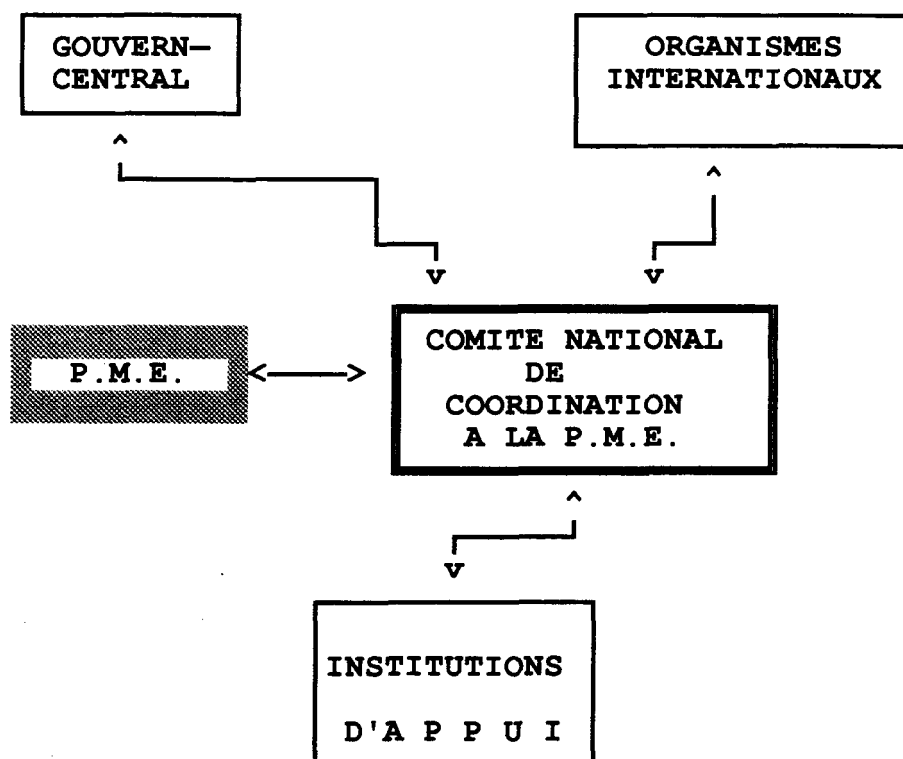 GOUVERN—
CENTRAL
ORGANISMES
INTERNATIONAUX
P.M.E.
COMITE NATIONAL
DE
COORDINATION
A LA P.M.E.
INSTITUTIONS
D'A P P U I